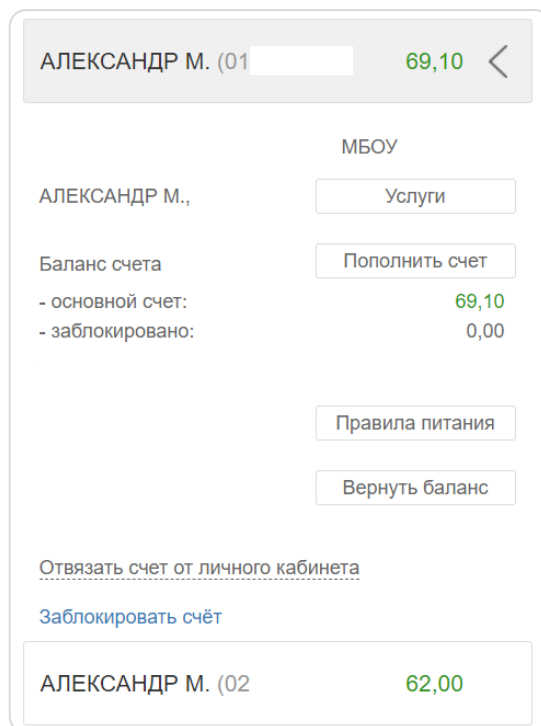 АЛЕКСАНДР М. (01 69,10
МБОУ
АЛЕКСАНДР М., Услуги
Баланс счета Пополнить счет
- основной счет: 69,10
- заблокировано: 0,00
Правила питания
Вернуть баланс
Отвязать счет от личного кабинета
Заблокировать счёт
АЛЕКСАНДР М. (02 62,00